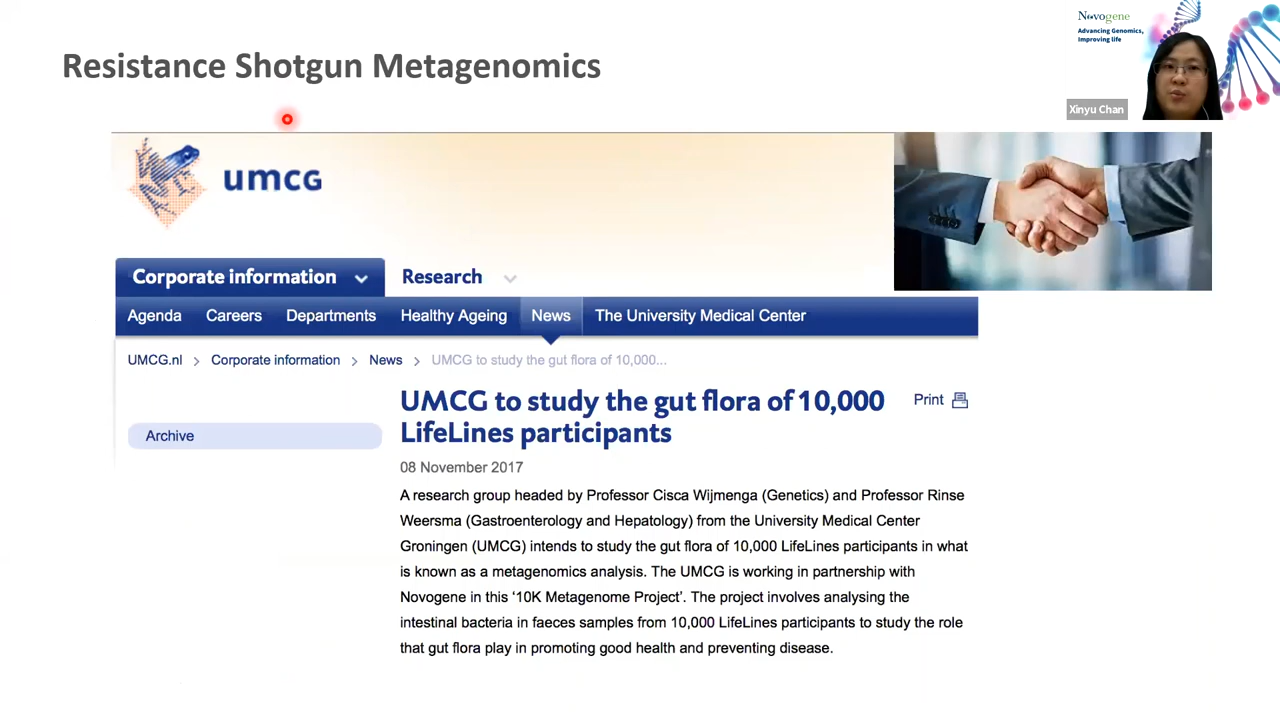 Novogene
Advancing Genomics,
Improving life
Resistance Shotgun Metagenomics
Xinyu Chan
umcg
Corporate information
Research
Agenda
Careers
Departments
Healthy Ageing
News
The University Medical Center
UMCG.nl > Corporate information > News > UMCG to study the gut flora of 10,000...
UMCG to study the gut flora of 10,000
LifeLines participants
Print
Archive
08 November 2017
A research group headed by Professor Cisca Wijmenga (Genetics) and Professor Rinse
Weersma (Gastroenterology and Hepatology) from the University Medical Center
Groningen (UMCG) intends to study the gut flora of 10,000 LifeLines participants in what
is known as a metagenomics analysis. The UMCG is working in partnership with
Novogene in this ‘10K Metagenome Project’. The project involves analysing the
intestinal bacteria in faeces samples from 10,000 LifeLines participants to study the role
that gut flora play in promoting good health and preventing disease.